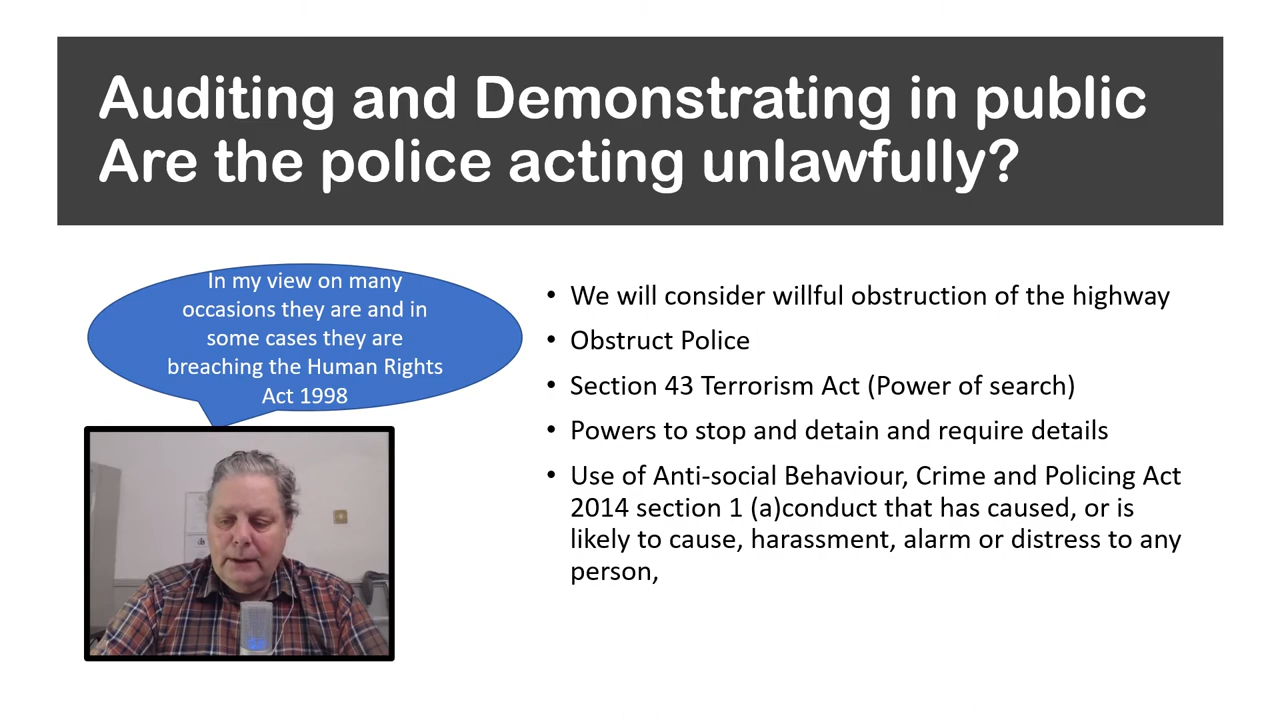 Auditing and Demonstrating in public
Are the police acting unlawfully?
In my view on many
occasions they are and in
some cases they are
breaching the Human Rights
Act 1998
• We will consider willful obstruction of the highway
• Obstruct Police
• Section 43 Terrorism Act (Power of search)
• Powers to stop and detain and require details
• Use of Anti-social Behaviour, Crime and Policing Act
2014 section 1 (a)conduct that has caused, or is
likely to cause, harassment, alarm or distress to any
person,